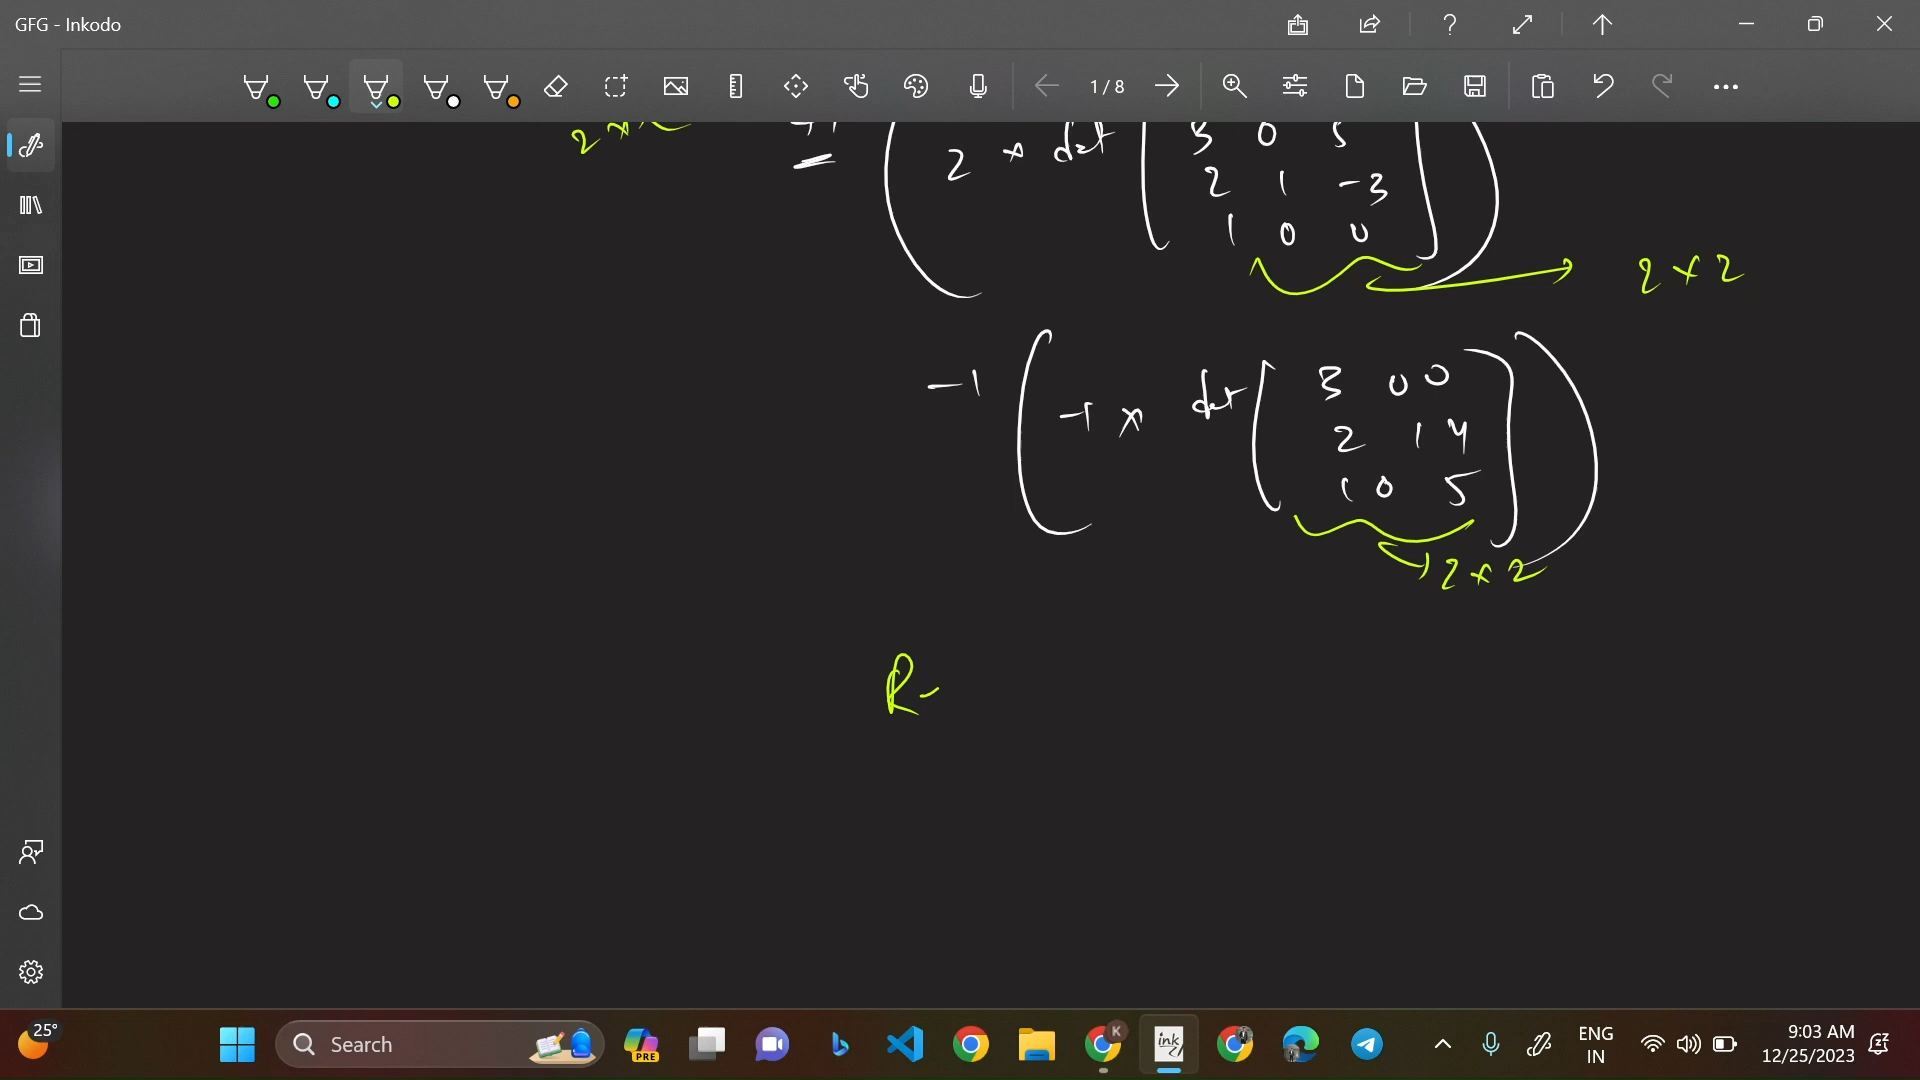 GFG - Inkodo
1 / 8
2 × det [ 3 0 5
2 1 -3
1 0 0 ]
2 × 2
-1 ( -1 × det [ 3 0 0
2 1 4
1 0 5 ] )
2 × 2
R-
25°
Search
PRE
K
ink
ENG
IN
9:03 AM
12/25/2023